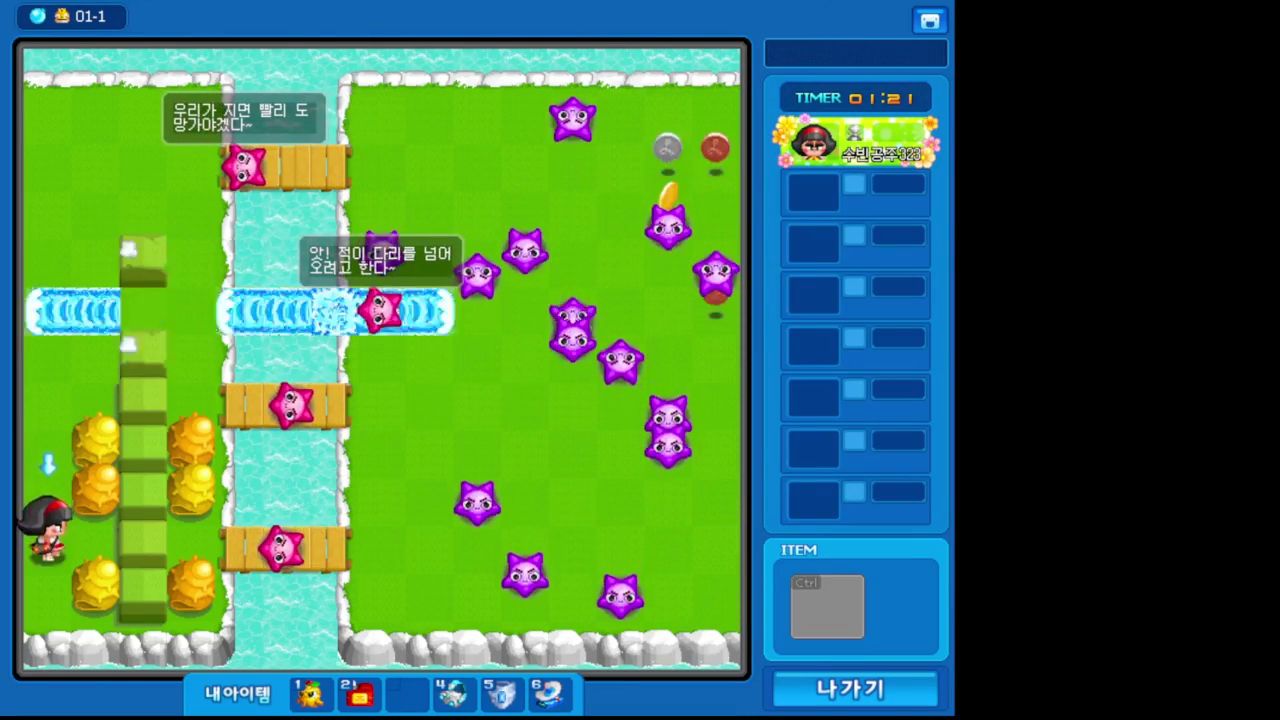 01-1
우리가 지면 빨리 도
망가야겠다~
앗! 적이 다리를 넘어
오려고 한다~
TIMER 01:21
수빈공주323
ITEM
Ctrl
내아이템
1
2
4
5
6
나가기